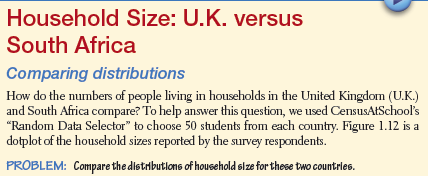 Household Size: U.K. versus
South Africa
Comparing distributions
How do the numbers of people living in households in the United Kingdom (U.K.)
and South Africa compare? To help answer this question, we used CensusAtSchool's
“Random Data Selector” to choose 50 students from each country. Figure 1.12 is a
dotplot of the household sizes reported by the survey respondents.
PROBLEM: Compare the distributions of household size for these two countries.